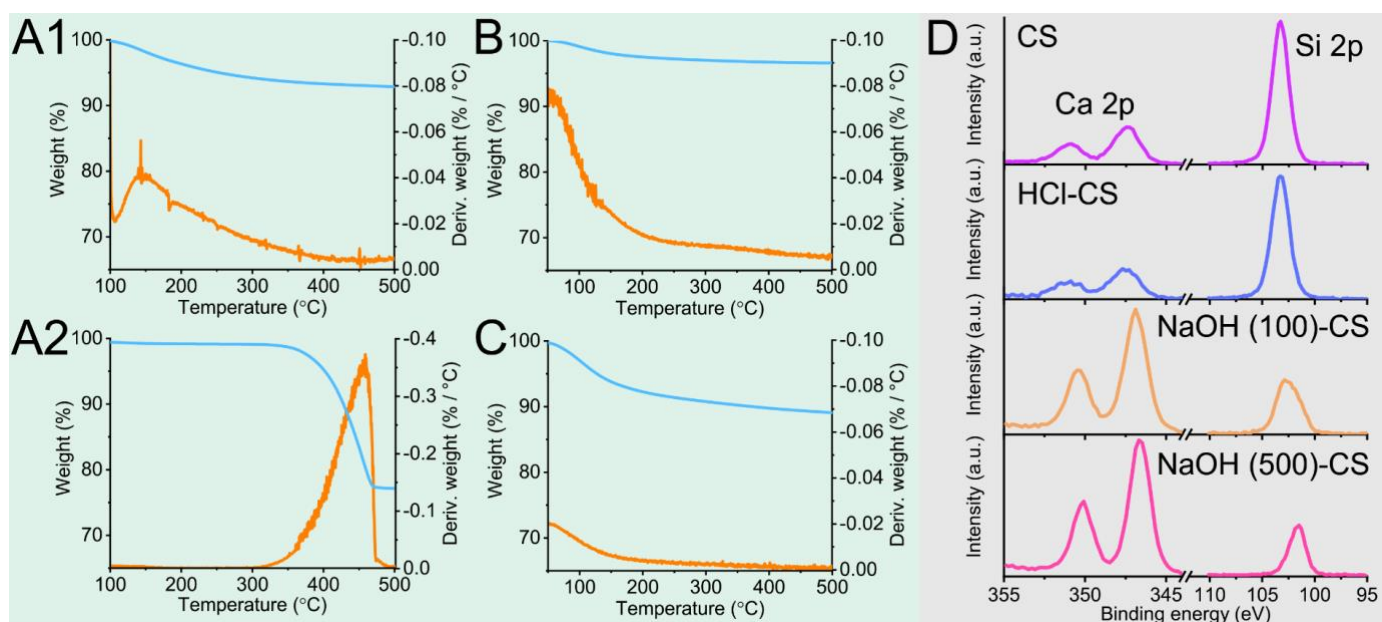 A1
100
90
80
70
Weight (%)
-0.10
-0.08
-0.06
-0.04
-0.02
0.00
Deriv. weight (% / °C)
100 200 300 400 500
Temperature (°C)
B
100
90
80
70
Weight (%)
-0.10
-0.08
-0.06
-0.04
-0.02
0.00
Deriv. weight (% / °C)
100 200 300 400 500
Temperature (°C)
A2
100
90
80
70
Weight (%)
-0.4
-0.3
-0.2
-0.1
0.0
Deriv. weight (% / °C)
100 200 300 400 500
Temperature (°C)
C
100
90
80
70
Weight (%)
-0.10
-0.08
-0.06
-0.04
-0.02
0.00
Deriv. weight (% / °C)
100 200 300 400 500
Temperature (°C)
D
CS
Si 2p
Ca 2p
Intensity (a.u.)
HCl-CS
Intensity (a.u.)
NaOH (100)-CS
Intensity (a.u.)
NaOH (500)-CS
Intensity (a.u.)
355 350 345 110 105 100 95
Binding energy (eV)